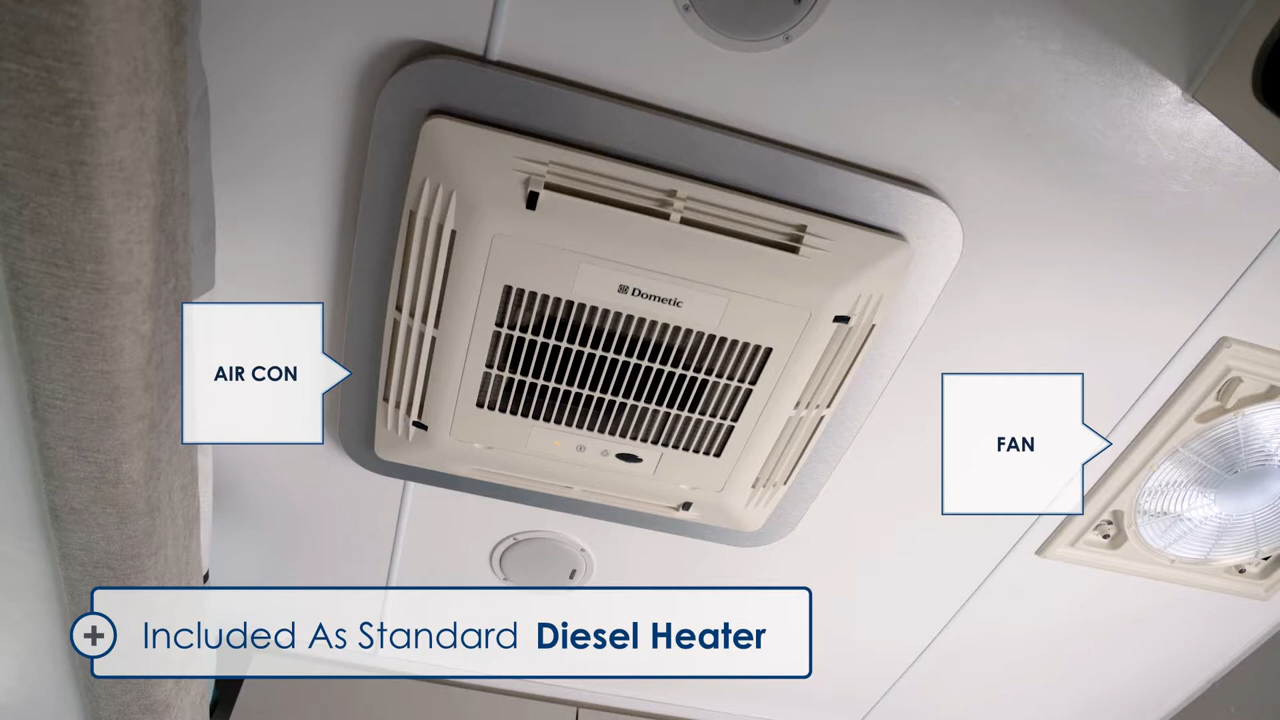 Dometic
AIR CON
FAN
+ Included As Standard Diesel Heater